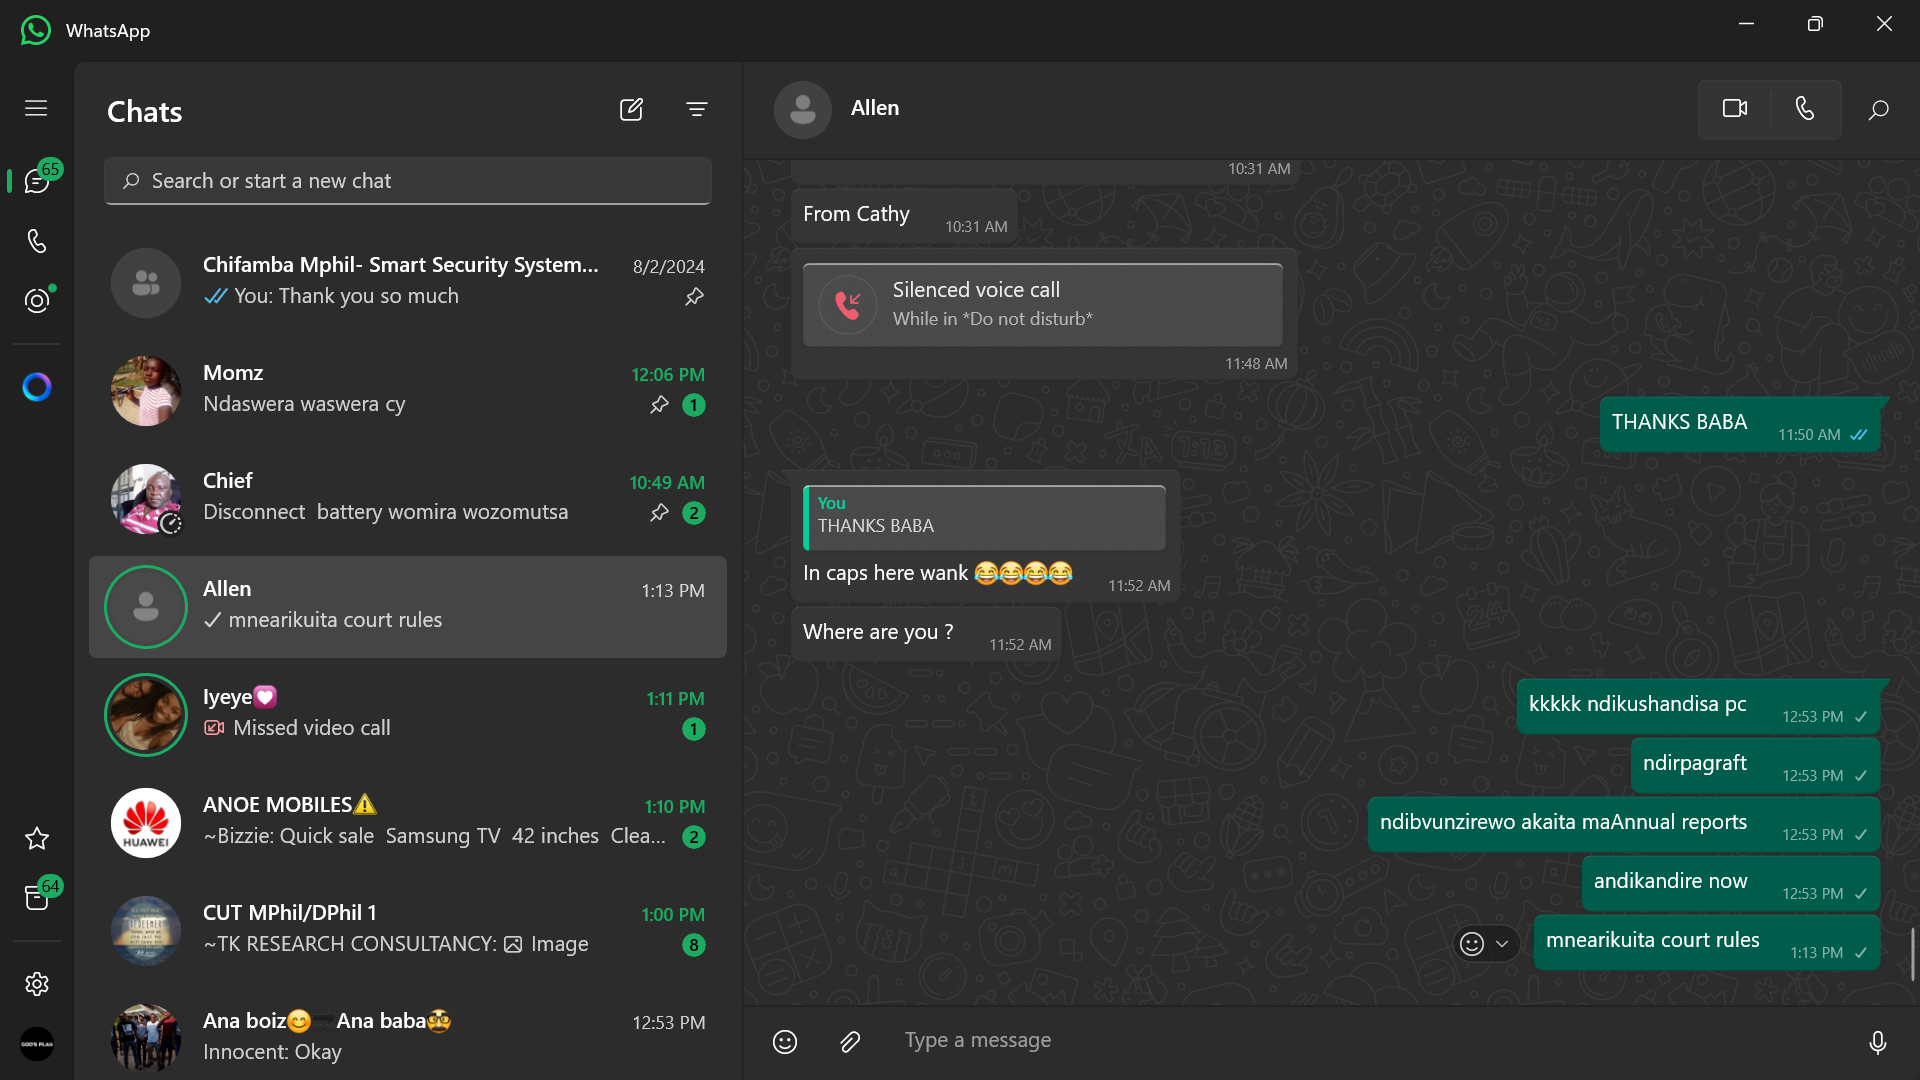 WhatsApp
Chats
65
Search or start a new chat
Chifamba Mphil- Smart Security System...
8/2/2024
You: Thank you so much
Momz
12:06 PM
Ndaswera waswera cy
1
Chief
10:49 AM
Disconnect battery womira wozomutsa
2
Allen
1:13 PM
mnearikuita court rules
Iyeye💟
1:11 PM
Missed video call
1
ANOE MOBILES⚠️
1:10 PM
~Bizzie: Quick sale Samsung TV 42 inches Clea...
2
HUAWEI
64
CUT MPhil/DPhil 1
1:00 PM
~TK RESEARCH CONSULTANCY: Image
8
Ana boiz😊➖Ana baba🥸
12:53 PM
Innocent: Okay
GOD'S PLAN
Allen
10:31 AM
From Cathy
10:31 AM
Silenced voice call
While in *Do not disturb*
11:48 AM
THANKS BABA
11:50 AM
You
THANKS BABA
In caps here wank 😂😂😂😂
11:52 AM
Where are you ?
11:52 AM
kkkkk ndikushandisa pc
12:53 PM
ndirpagraft
12:53 PM
ndibvunzirewo akaita maAnnual reports
12:53 PM
andikandire now
12:53 PM
mnearikuita court rules
1:13 PM
Type a message